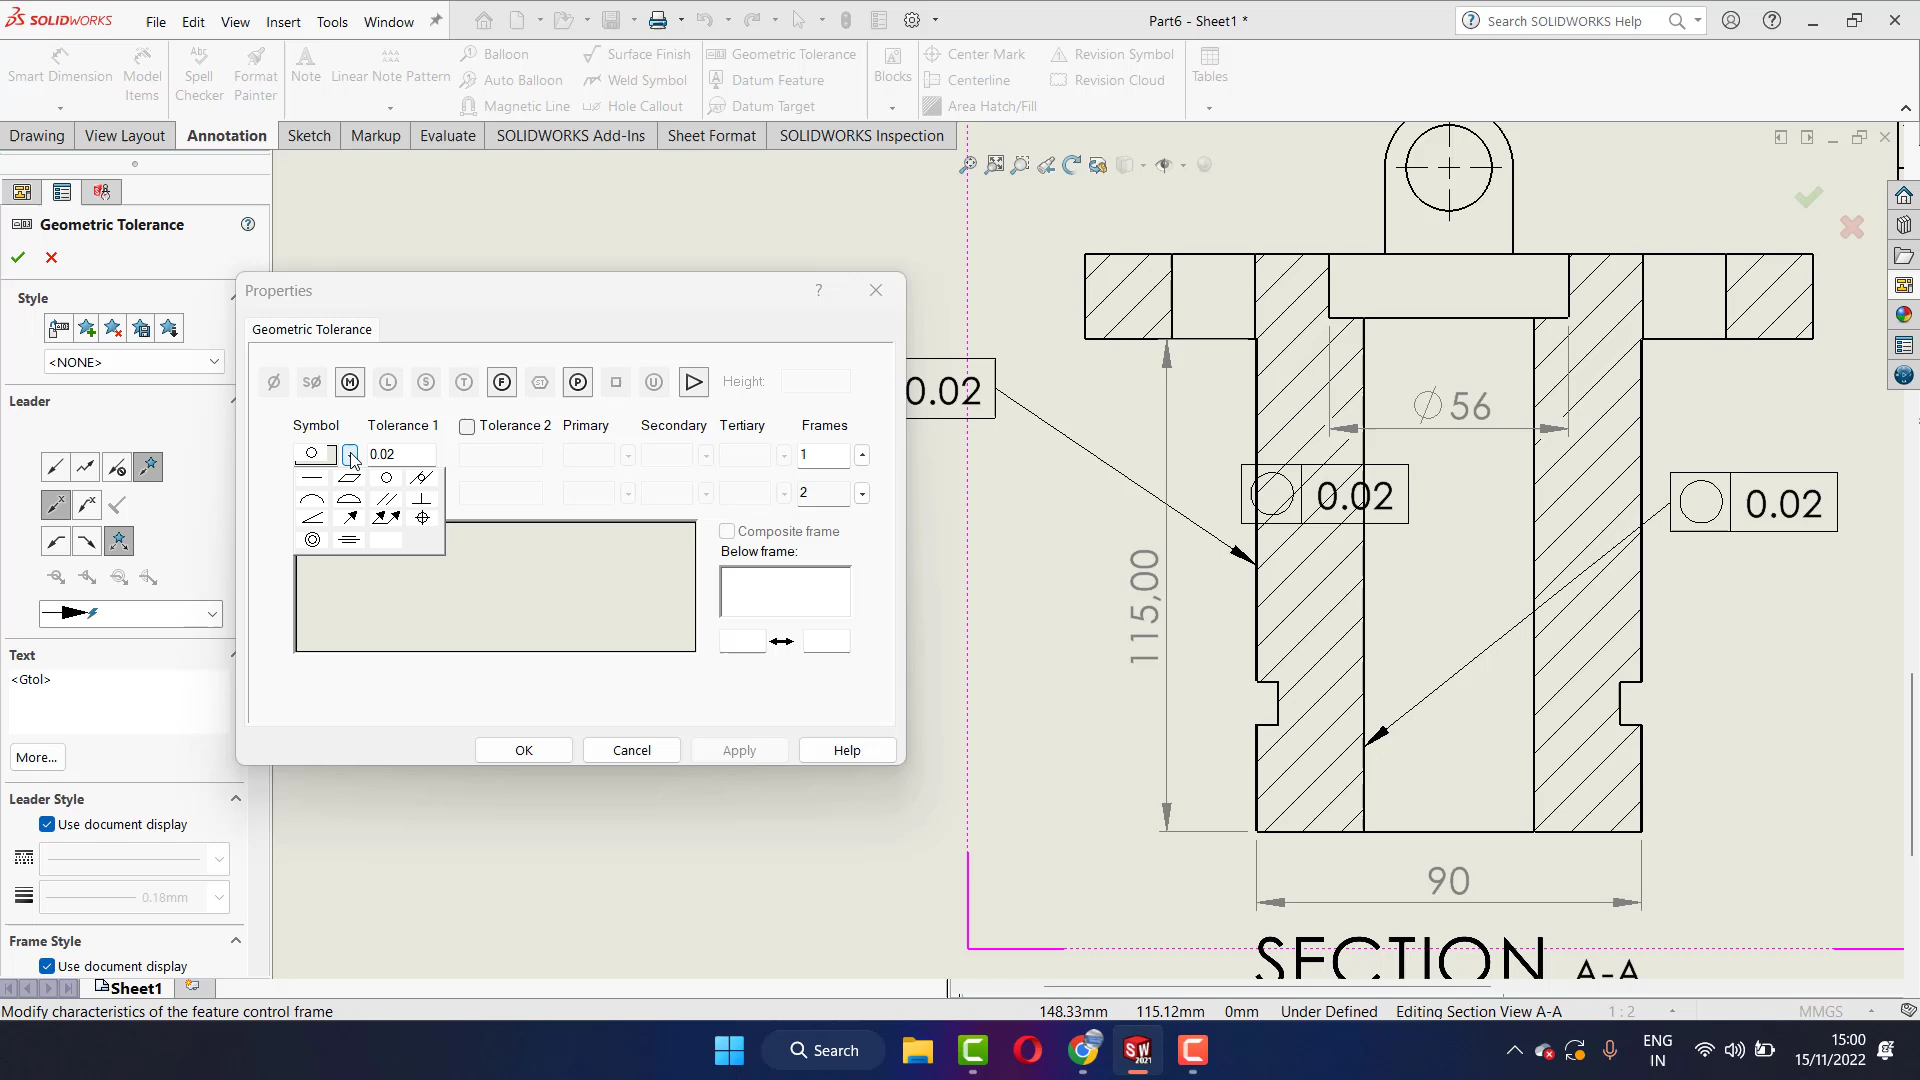 SOLIDWORKS File Edit View Insert Tools Window
Part6 - Sheet1 *
Search SOLIDWORKS Help
Smart Dimension
Model Items
Spell Checker
Format Painter
Note
Linear Note Pattern
Balloon
Auto Balloon
Magnetic Line
Surface Finish
Weld Symbol
Hole Callout
Geometric Tolerance
Datum Feature
Datum Target
Blocks
Center Mark
Centerline
Area Hatch/Fill
Revision Symbol
Revision Cloud
Tables
Drawing View Layout Annotation Sketch Markup Evaluate SOLIDWORKS Add-Ins Sheet Format SOLIDWORKS Inspection
Geometric Tolerance
Style
<NONE>
Leader
Text
<Gtol>
More...
Leader Style
Use document display
0.18mm
Frame Style
Use document display
Properties
Geometric Tolerance
Ø SØ M L S T F ST P U Height:
Symbol Tolerance 1 Tolerance 2 Primary Secondary Tertiary Frames
0.02 1
2
Composite frame
Below frame:
OK Cancel Apply Help
0.02
Ø56
0.02
0.02
115,00
90
SECTION A-A
Sheet1
Modify characteristics of the feature control frame
148.33mm 115.12mm 0mm Under Defined Editing Section View A-A 1 : 2 MMGS
Search
SW 2021
ENG IN
15:00
15/11/2022